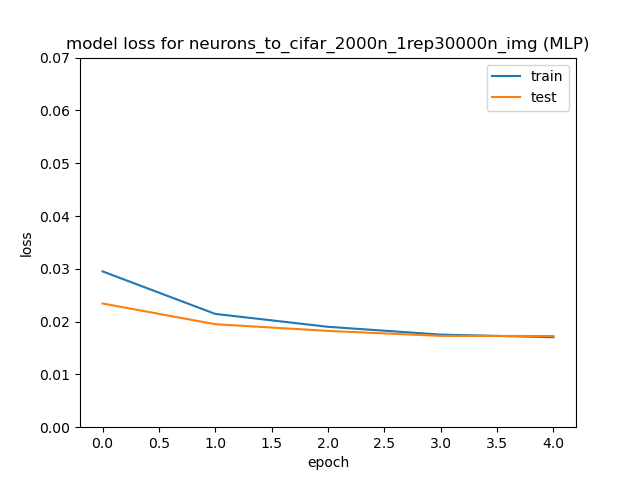 model loss for neurons_to_cifar_2000n_1rep30000n_img (MLP)
0.07
0.06
0.05
0.04
0.03
0.02
0.01
0.00
loss
train
test
0.0 0.5 1.0 1.5 2.0 2.5 3.0 3.5 4.0
epoch